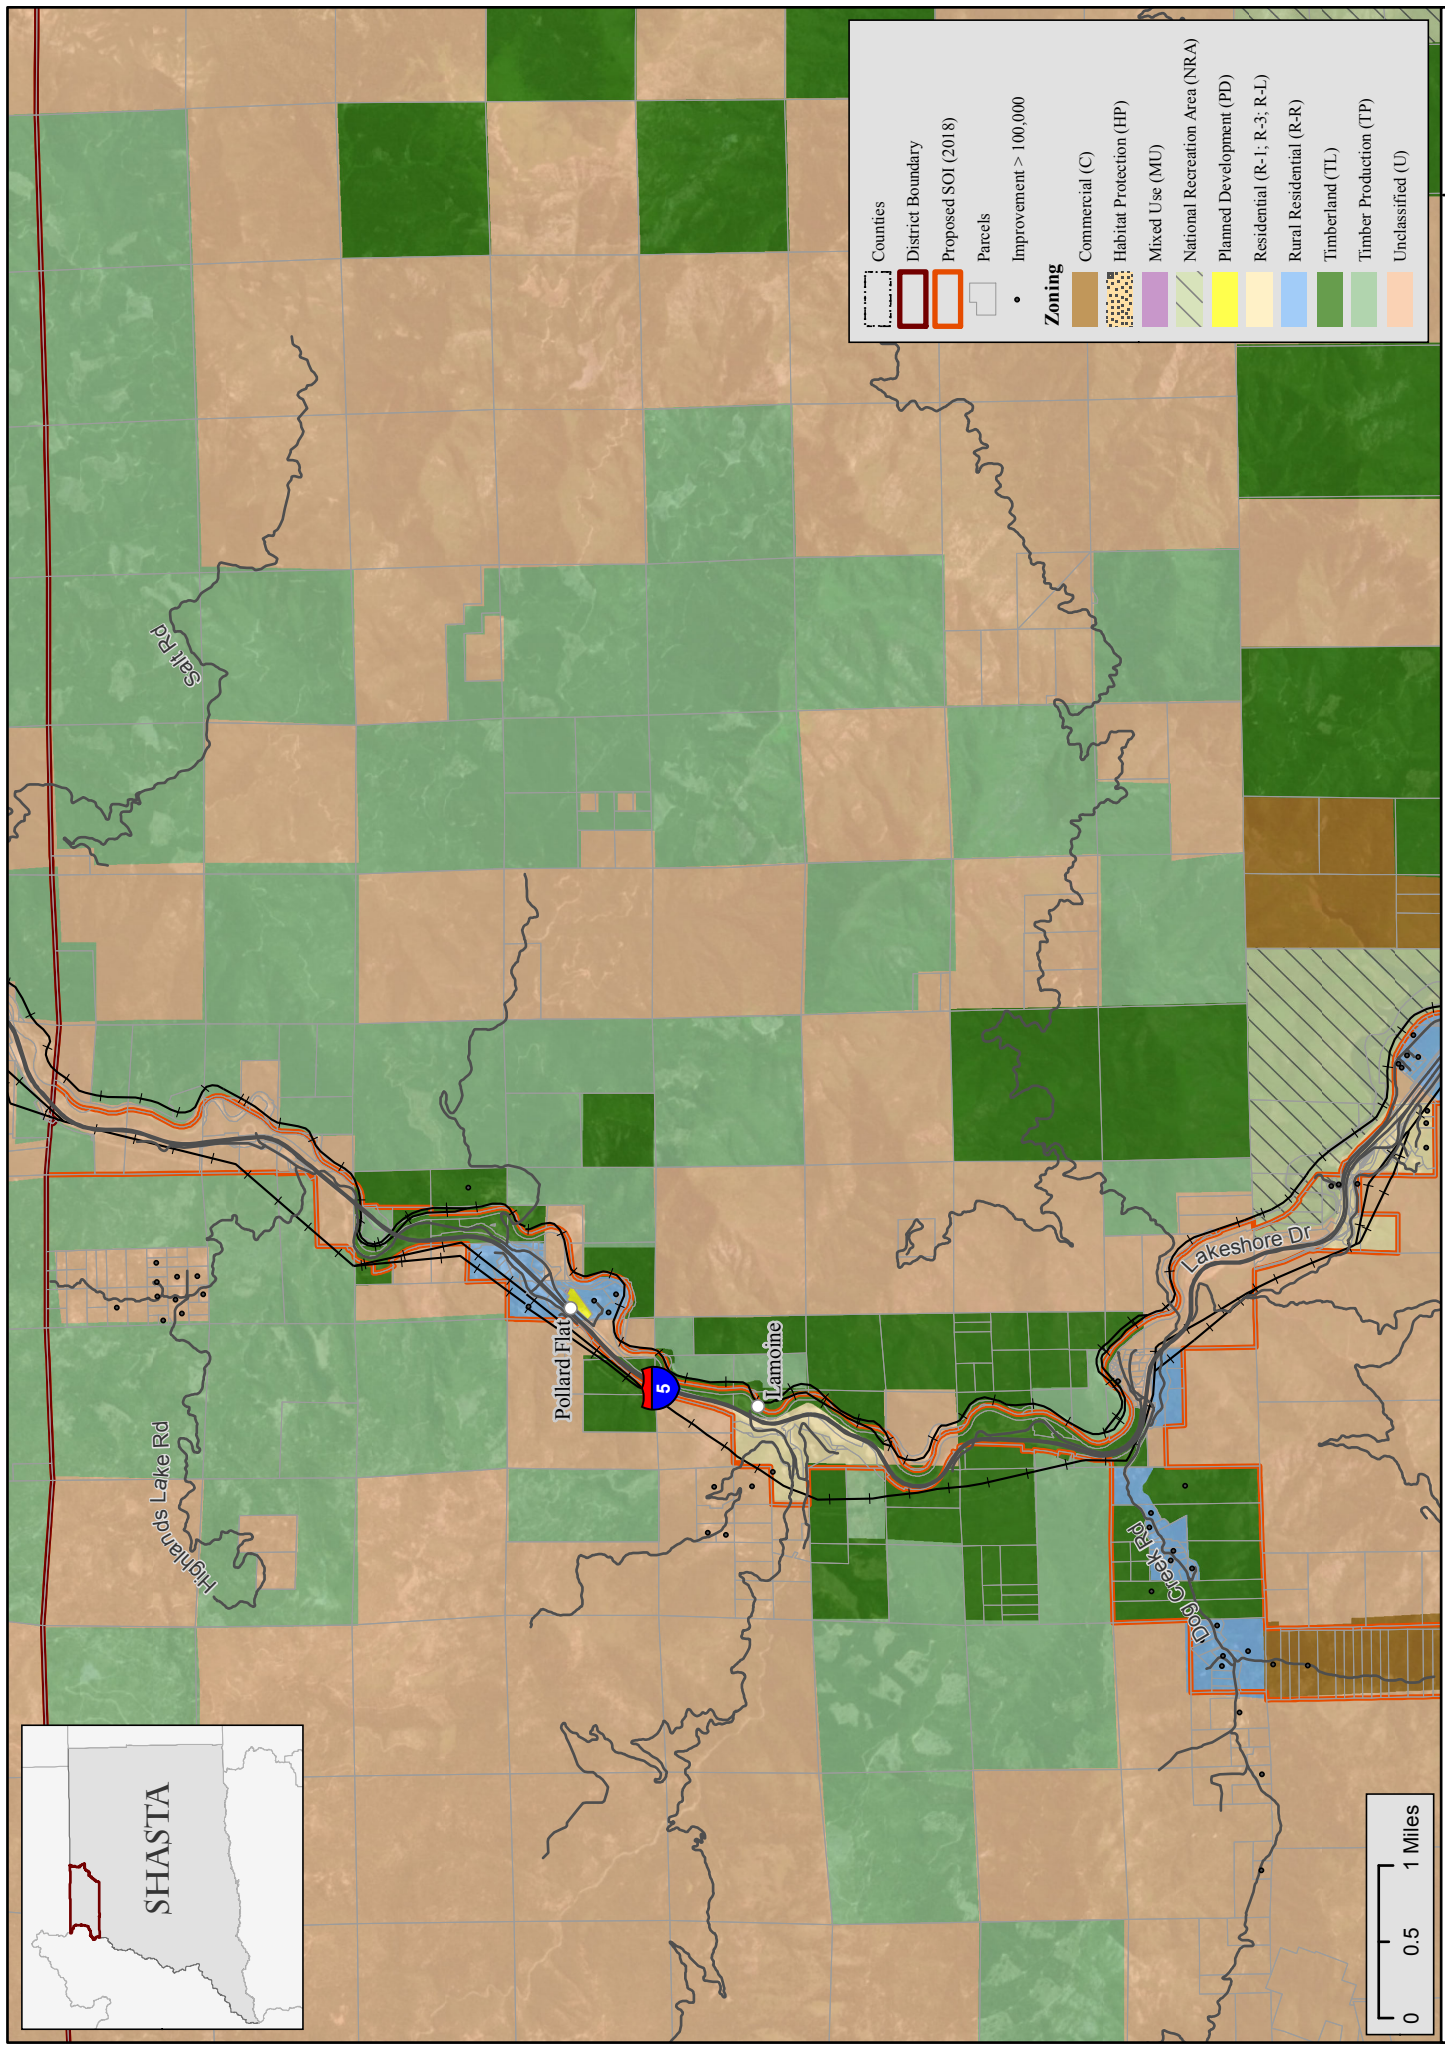 SHASTA
Salt Rd
Highlands Lake Rd
Pollard Flat
5
Lamoine
Lakeshore Dr
Dog Creek Rd
Counties
District Boundary
Proposed SOI (2018)
Parcels
Improvement > 100,000
Zoning
Commercial (C)
Habitat Protection (HP)
Mixed Use (MU)
National Recreation Area (NRA)
Planned Development (PD)
Residential (R-1; R-3; R-L)
Rural Residential (R-R)
Timberland (TL)
Timber Production (TP)
Unclassified (U)
0 0.5 1 Miles